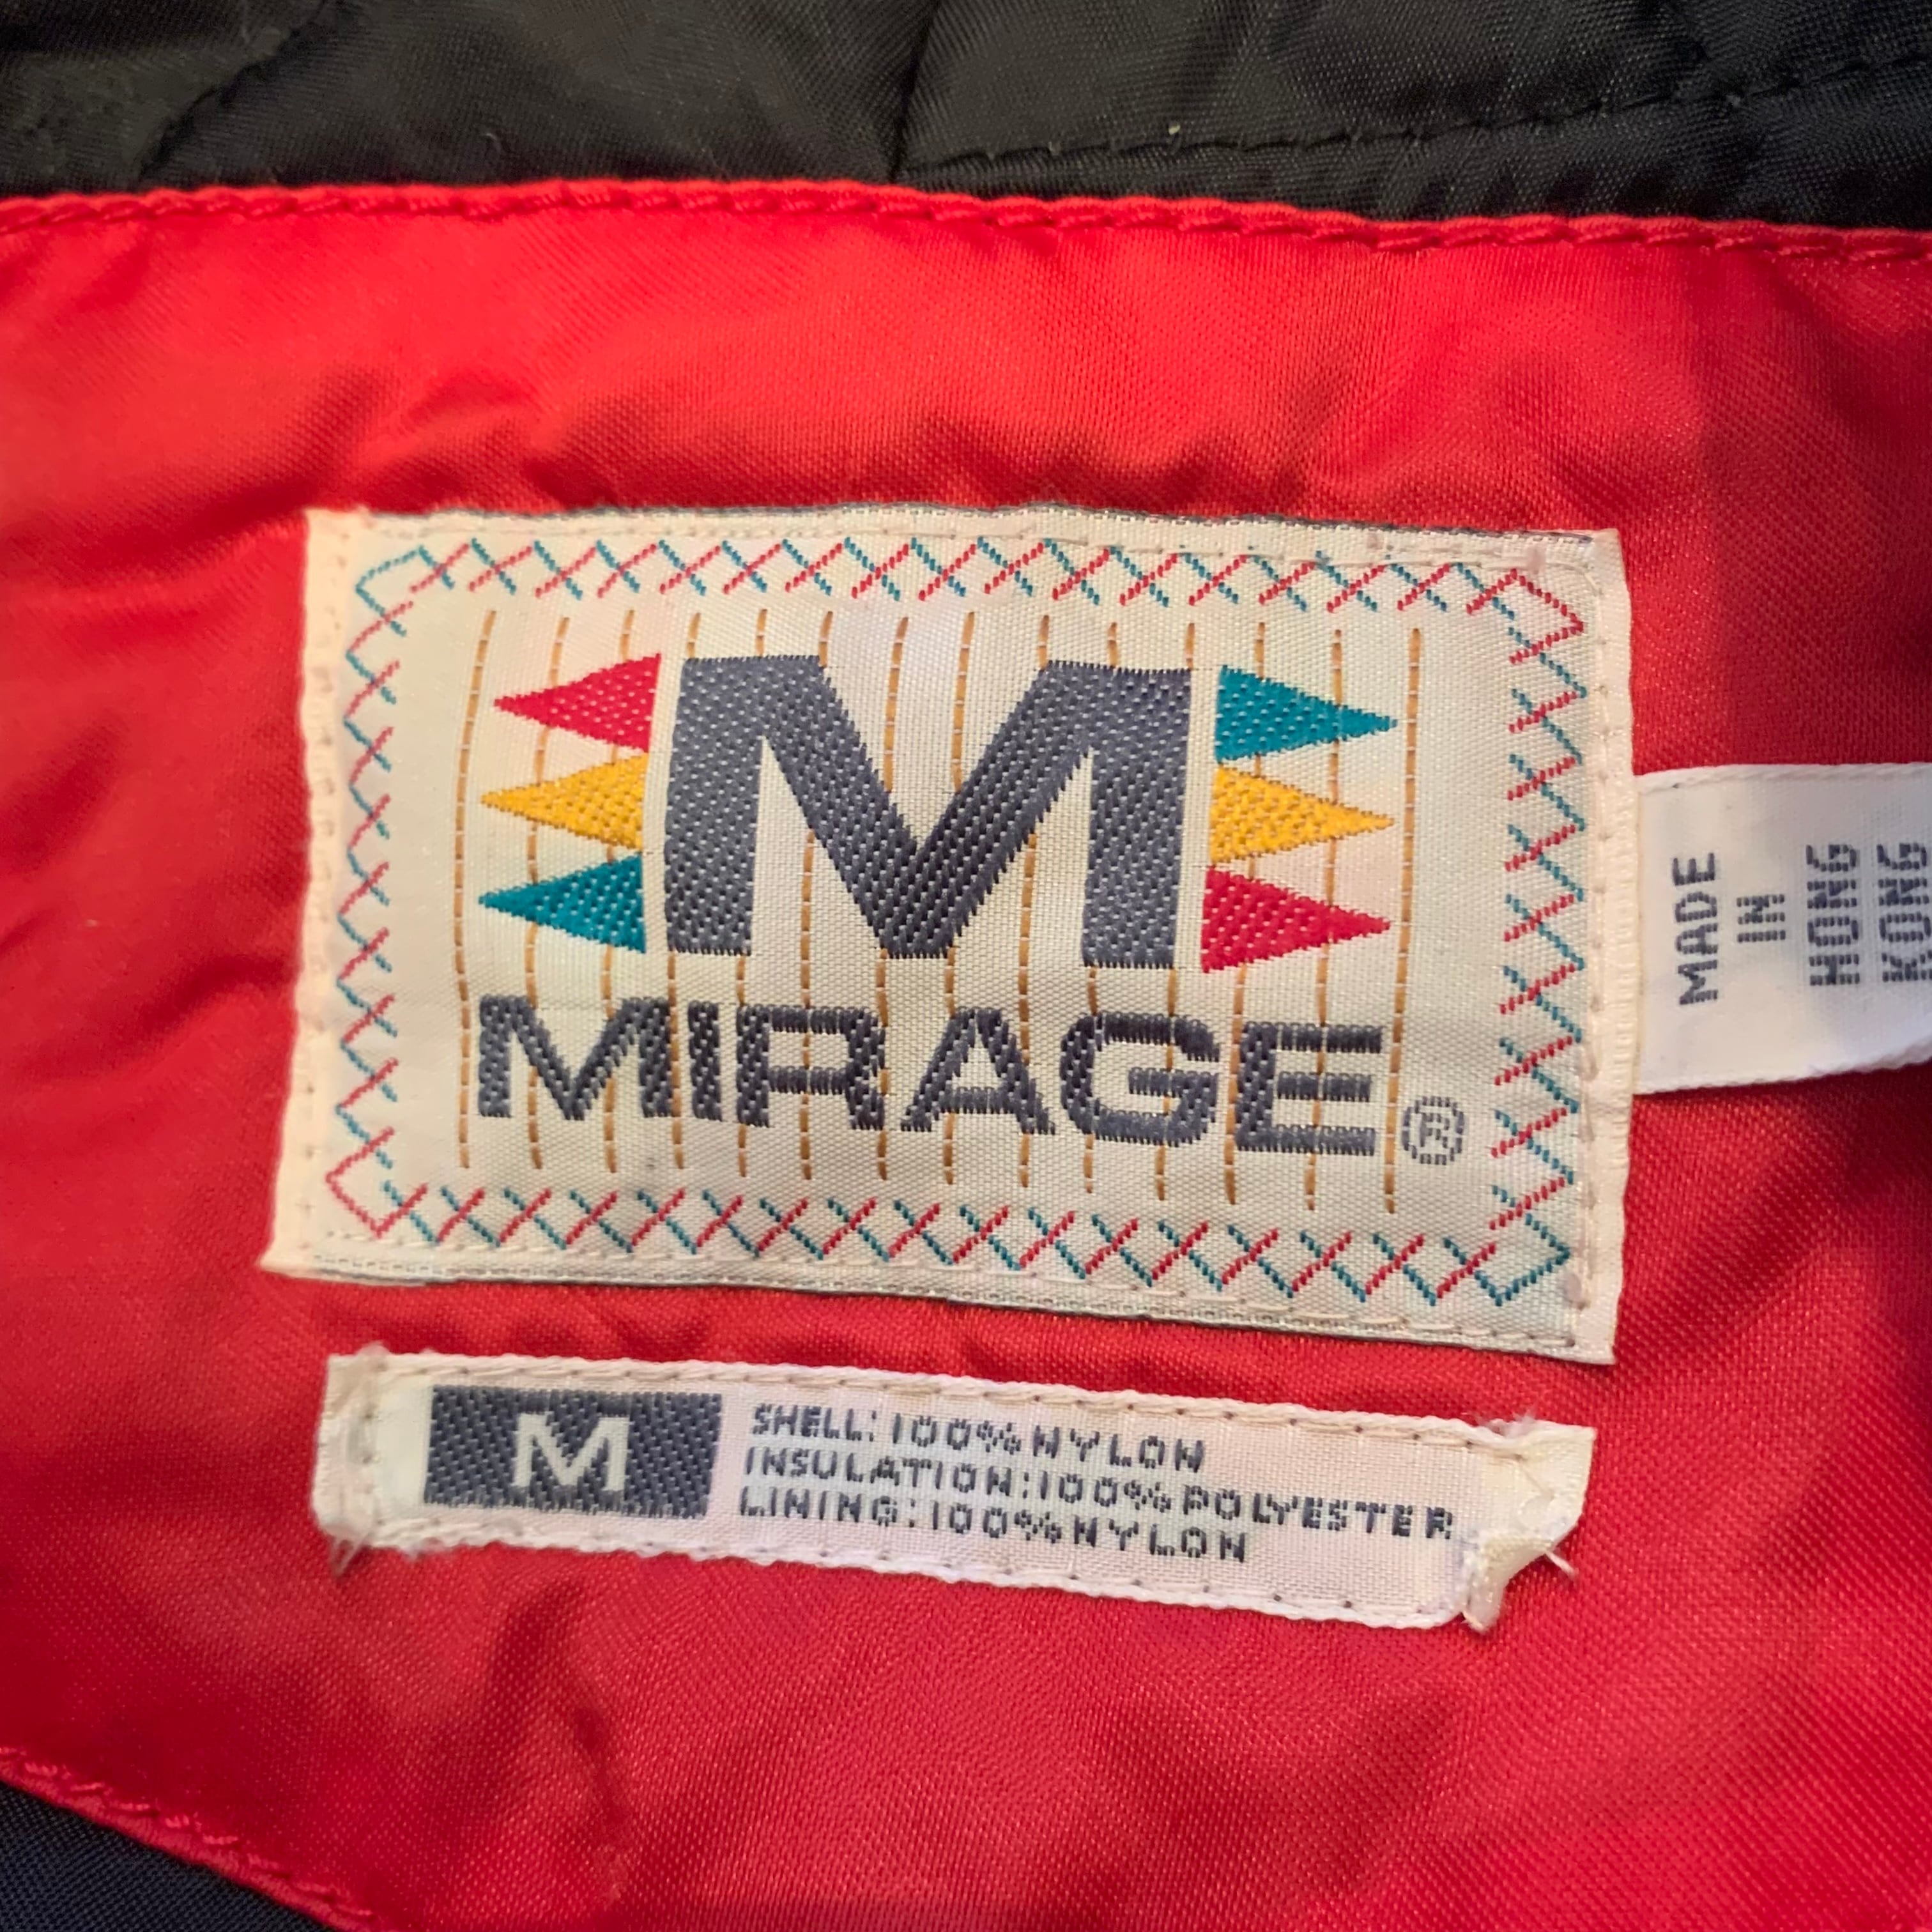 M
MIRAGE®
MADE
IN
HONG
KONG
M
SHELL: 100% NYLON
INSULATION: 100% POLYESTER
LINING: 100% NYLON